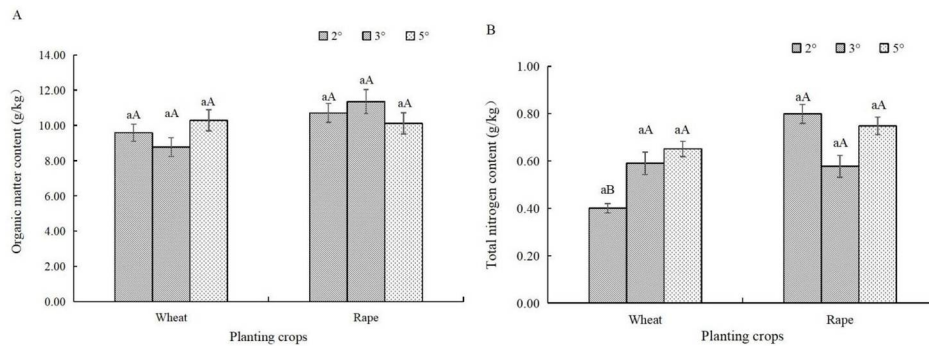 A
2° 3° 5°
14.00
12.00
10.00
8.00
6.00
4.00
2.00
0.00
Organic matter content (g/kg)
aA aA aA aA aA aA
Wheat Rape
Planting crops
B
2° 3° 5°
1.00
0.80
0.60
0.40
0.20
0.00
Total nitrogen content (g/kg)
aB aA aA aA aA aA
Wheat Rape
Planting crops